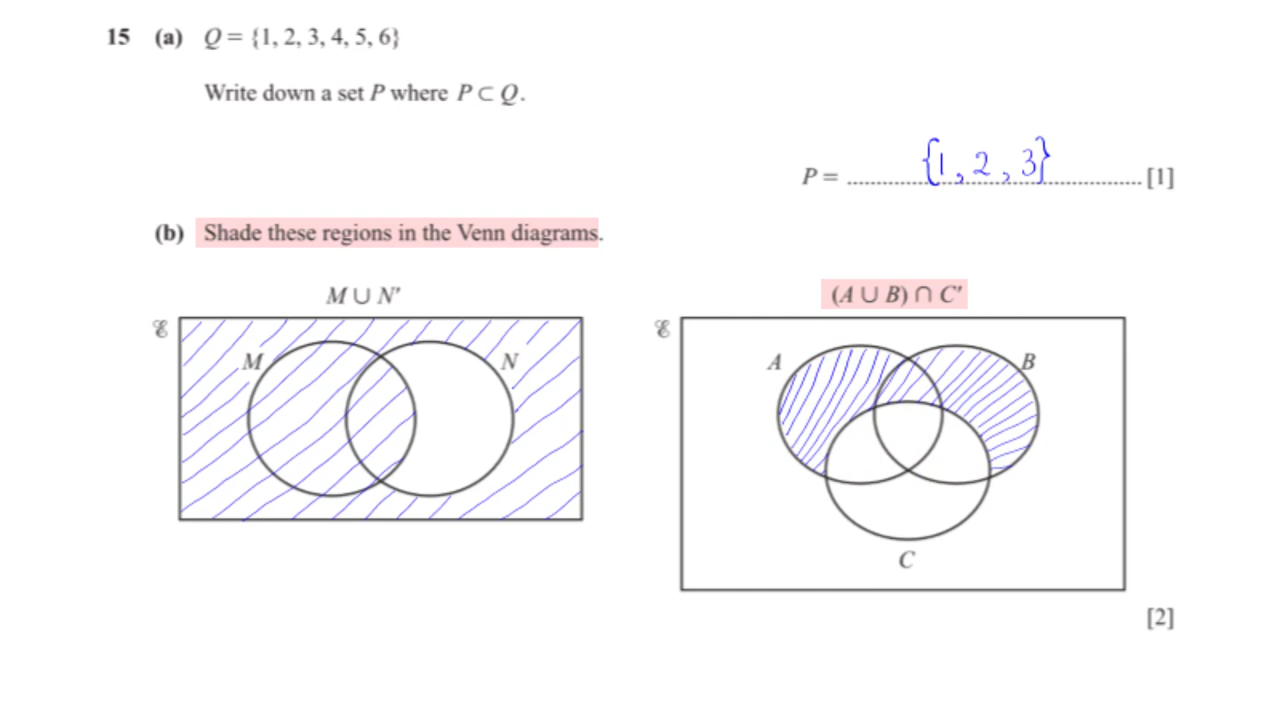 15 (a) Q = {1, 2, 3, 4, 5, 6}
Write down a set P where P ⊂ Q.
P = {1, 2, 3} [1]
(b) Shade these regions in the Venn diagrams.
M ∪ N′ (A ∪ B) ∩ C′
ℰ ℰ
M N A B
C
[2]